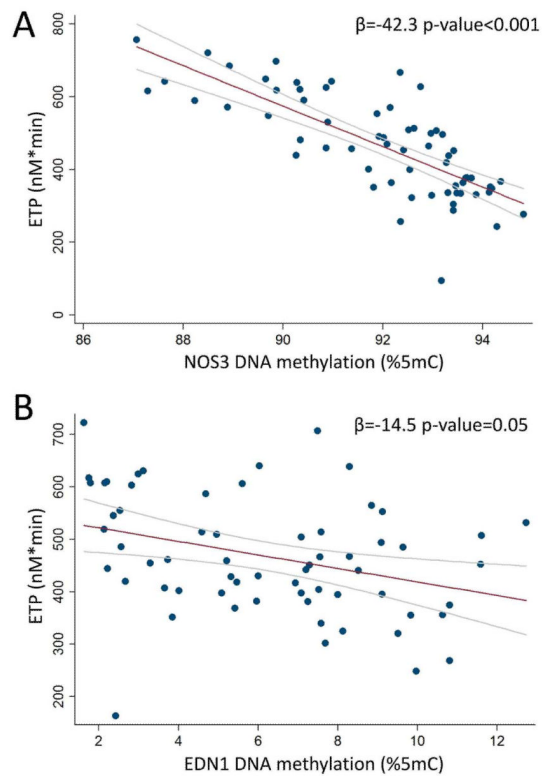 A
β=-42.3 p-value<0.001
ETP (nM*min)
800
600
400
200
0
86 88 90 92 94
NOS3 DNA methylation (%5mC)
B
β=-14.5 p-value=0.05
ETP (nM*min)
700
600
500
400
300
200
2 4 6 8 10 12
EDN1 DNA methylation (%5mC)